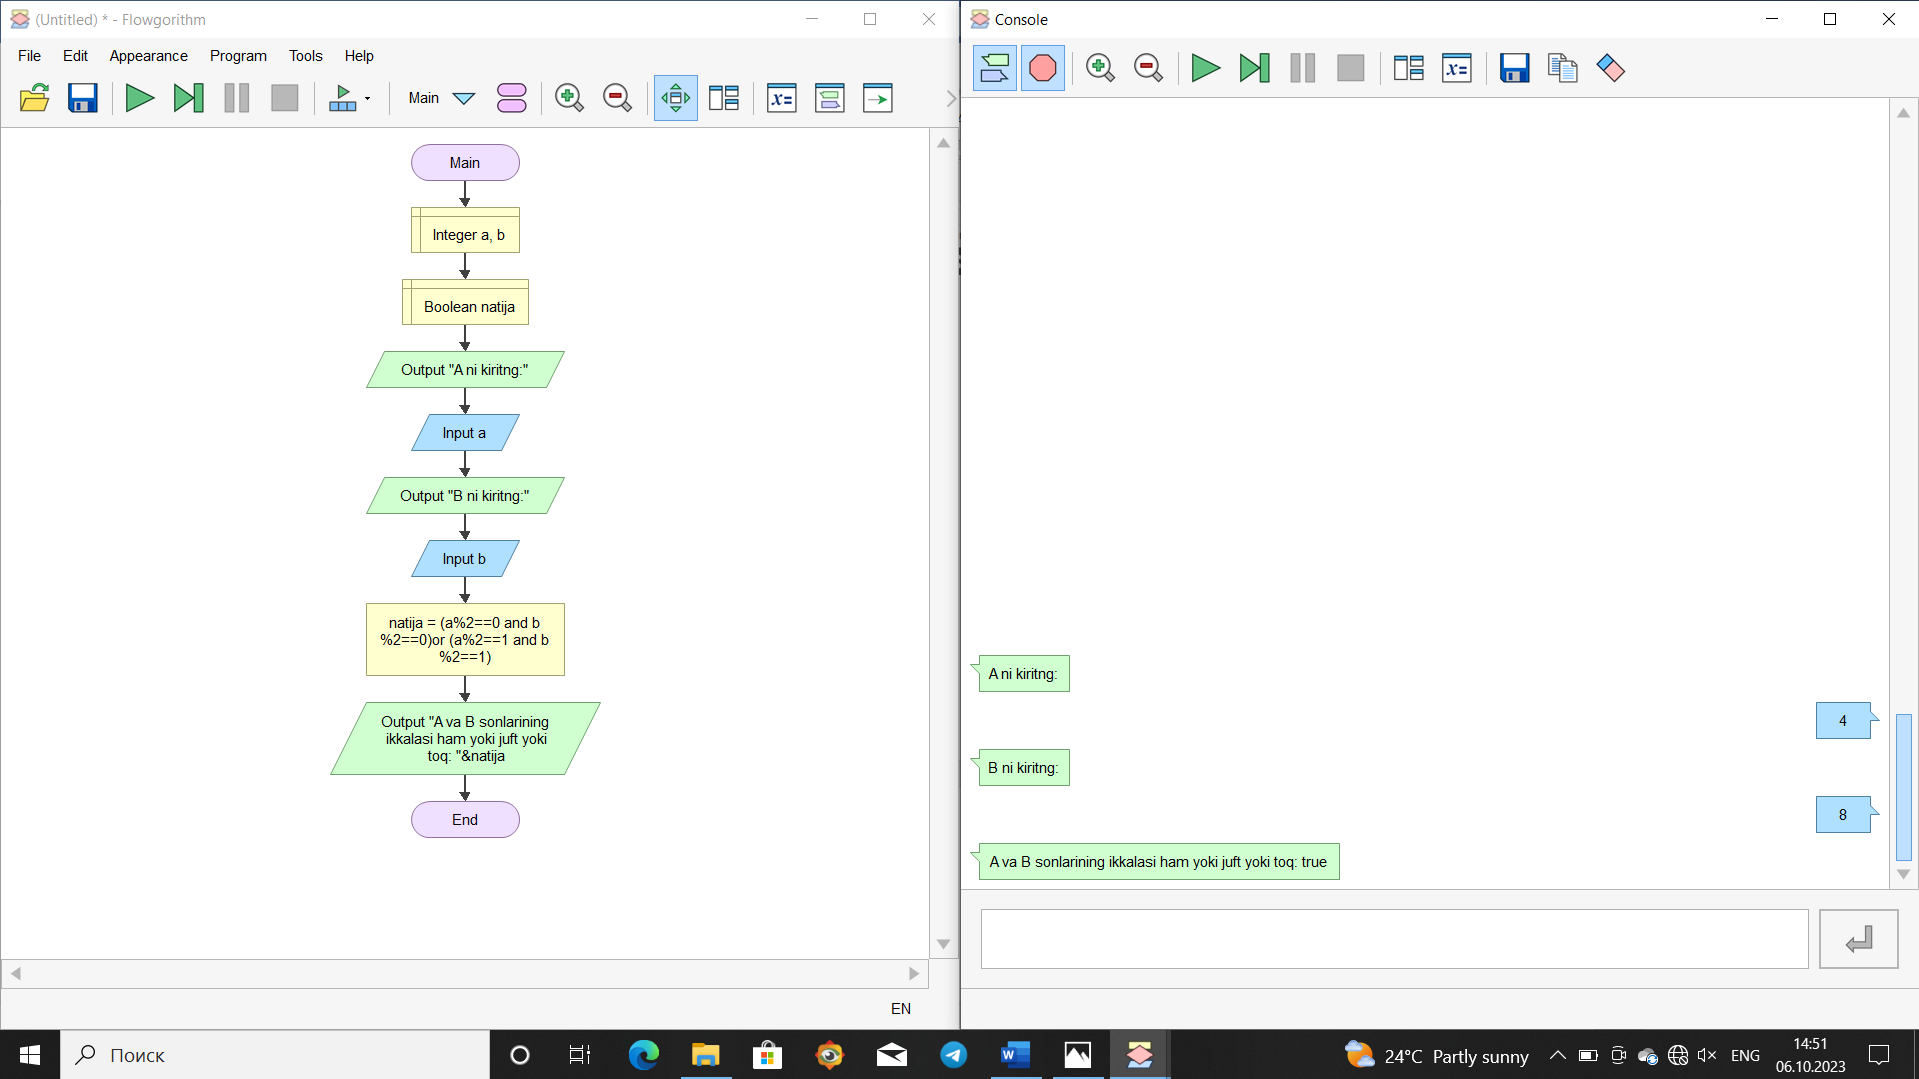 (Untitled) * - Flowgorithm
File Edit Appearance Program Tools Help
Main
Main
Integer a, b
Boolean natija
Output "A ni kiritng:"
Input a
Output "B ni kiritng:"
Input b
natija = (a%2==0 and b
%2==0)or (a%2==1 and b
%2==1)
Output "A va B sonlarining
ikkalasi ham yoki juft yoki
toq: "&natija
End
EN
Console
x=
A ni kiritng:
4
B ni kiritng:
8
A va B sonlarining ikkalasi ham yoki juft yoki toq: true
Поиск
24°C Partly sunny
ENG
14:51
06.10.2023